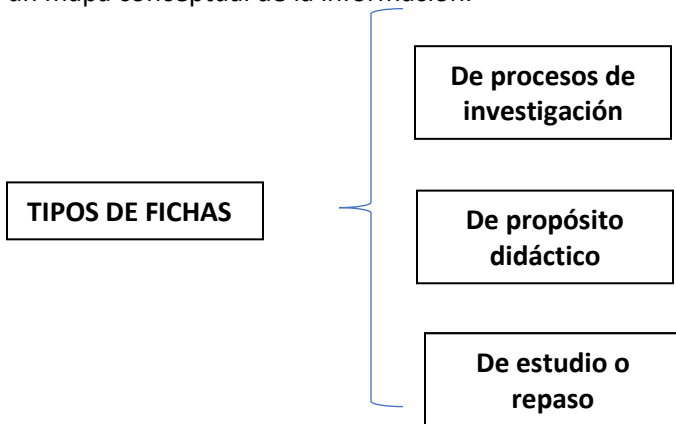 un mapa conceptual de la información.
De procesos de
investigación
TIPOS DE FICHAS
De propósito
didáctico
De estudio o
repaso